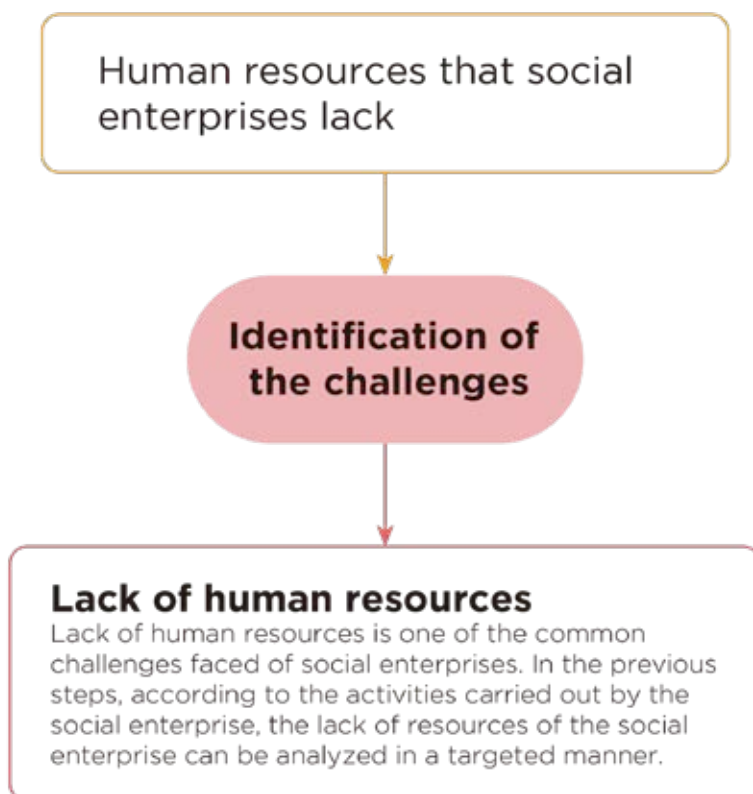 Human resources that social
enterprises lack
Identification of
the challenges
Lack of human resources
Lack of human resources is one of the common
challenges faced of social enterprises. In the previous
steps, according to the activities carried out by the
social enterprise, the lack of resources of the social
enterprise can be analyzed in a targeted manner.